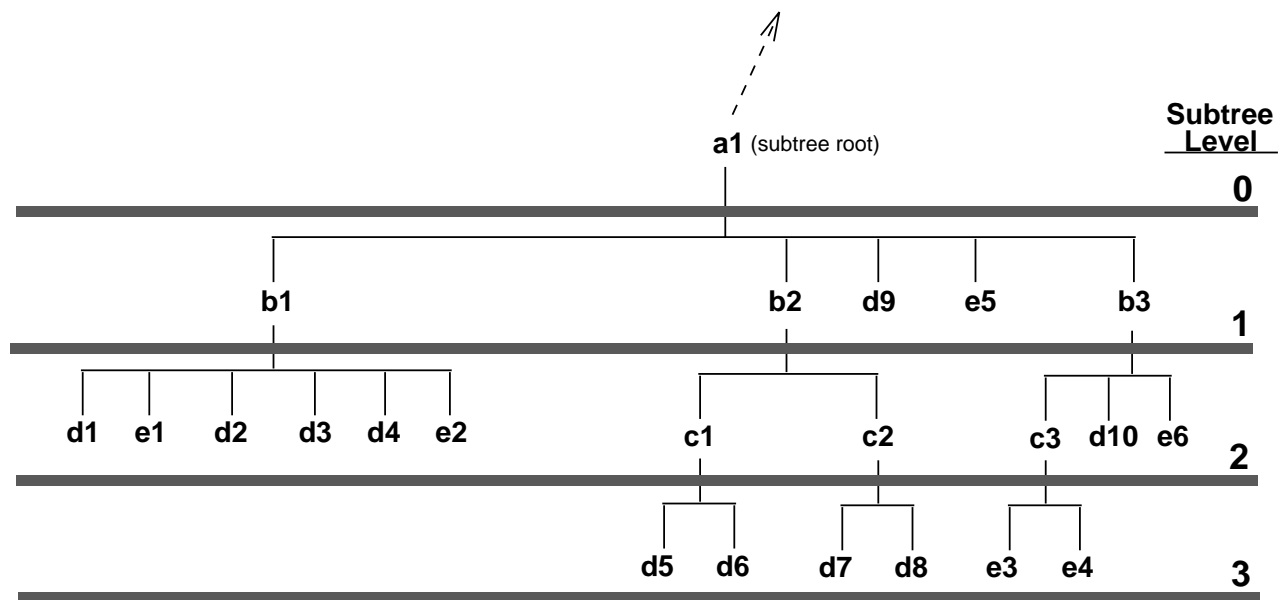 Subtree
Level
a1 (subtree root)
0
b1 b2 d9 e5 b3
1
d1 e1 d2 d3 d4 e2 c1 c2 c3 d10 e6
2
d5 d6 d7 d8 e3 e4
3